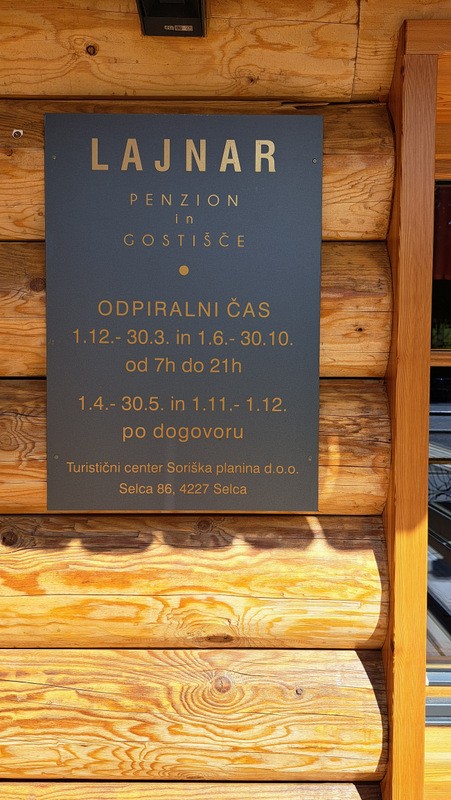 LAJNAR
PENZION
in
GOSTIŠČE
ODPIRALNI ČAS
1.12.- 30.3. in 1.6.- 30.10.
od 7h do 21h
1.4.- 30.5. in 1.11.- 1.12.
po dogovoru
Turistični center Soriška planina d.o.o.
Selca 86, 4227 Selca